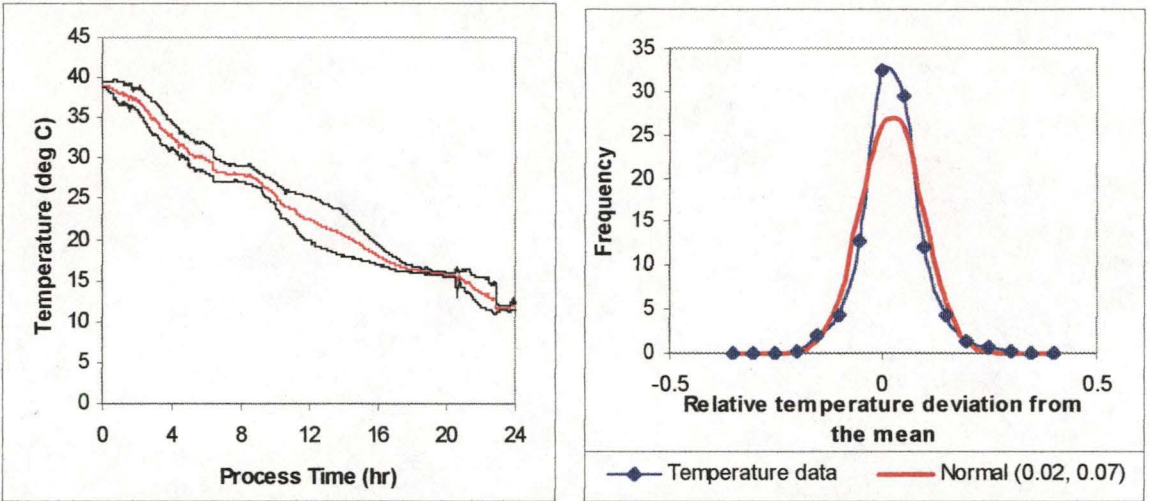 45
40
35
30
25
20
15
10
5
0
Temperature (deg C)
0 4 8 12 16 20 24
Process Time (hr)
35
30
25
20
15
10
5
0
Frequency
-0.5 0 0.5
Relative temperature deviation from
the mean
Temperature data Normal (0.02, 0.07)